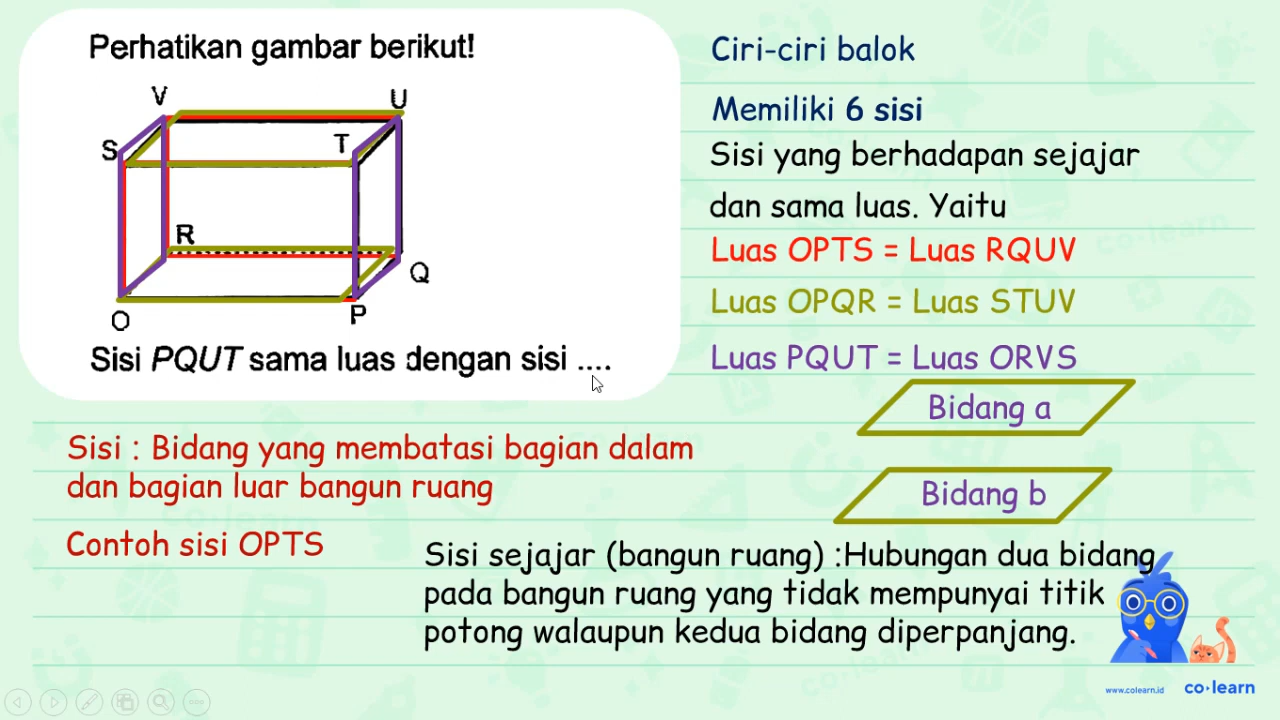 Perhatikan gambar berikut!
V
U
S
T
R
Q
O
P
Sisi PQUT sama luas dengan sisi ....
Ciri-ciri balok
Memiliki 6 sisi
Sisi yang berhadapan sejajar
dan sama luas. Yaitu
Luas OPTS = Luas RQUV
Luas OPQR = Luas STUV
Luas PQUT = Luas ORVS
Bidang a
Bidang b
Sisi : Bidang yang membatasi bagian dalam
dan bagian luar bangun ruang
Contoh sisi OPTS
Sisi sejajar (bangun ruang) :Hubungan dua bidang
pada bangun ruang yang tidak mempunyai titik
potong walaupun kedua bidang diperpanjang.
www.colearn.id
co·learn
co·learn